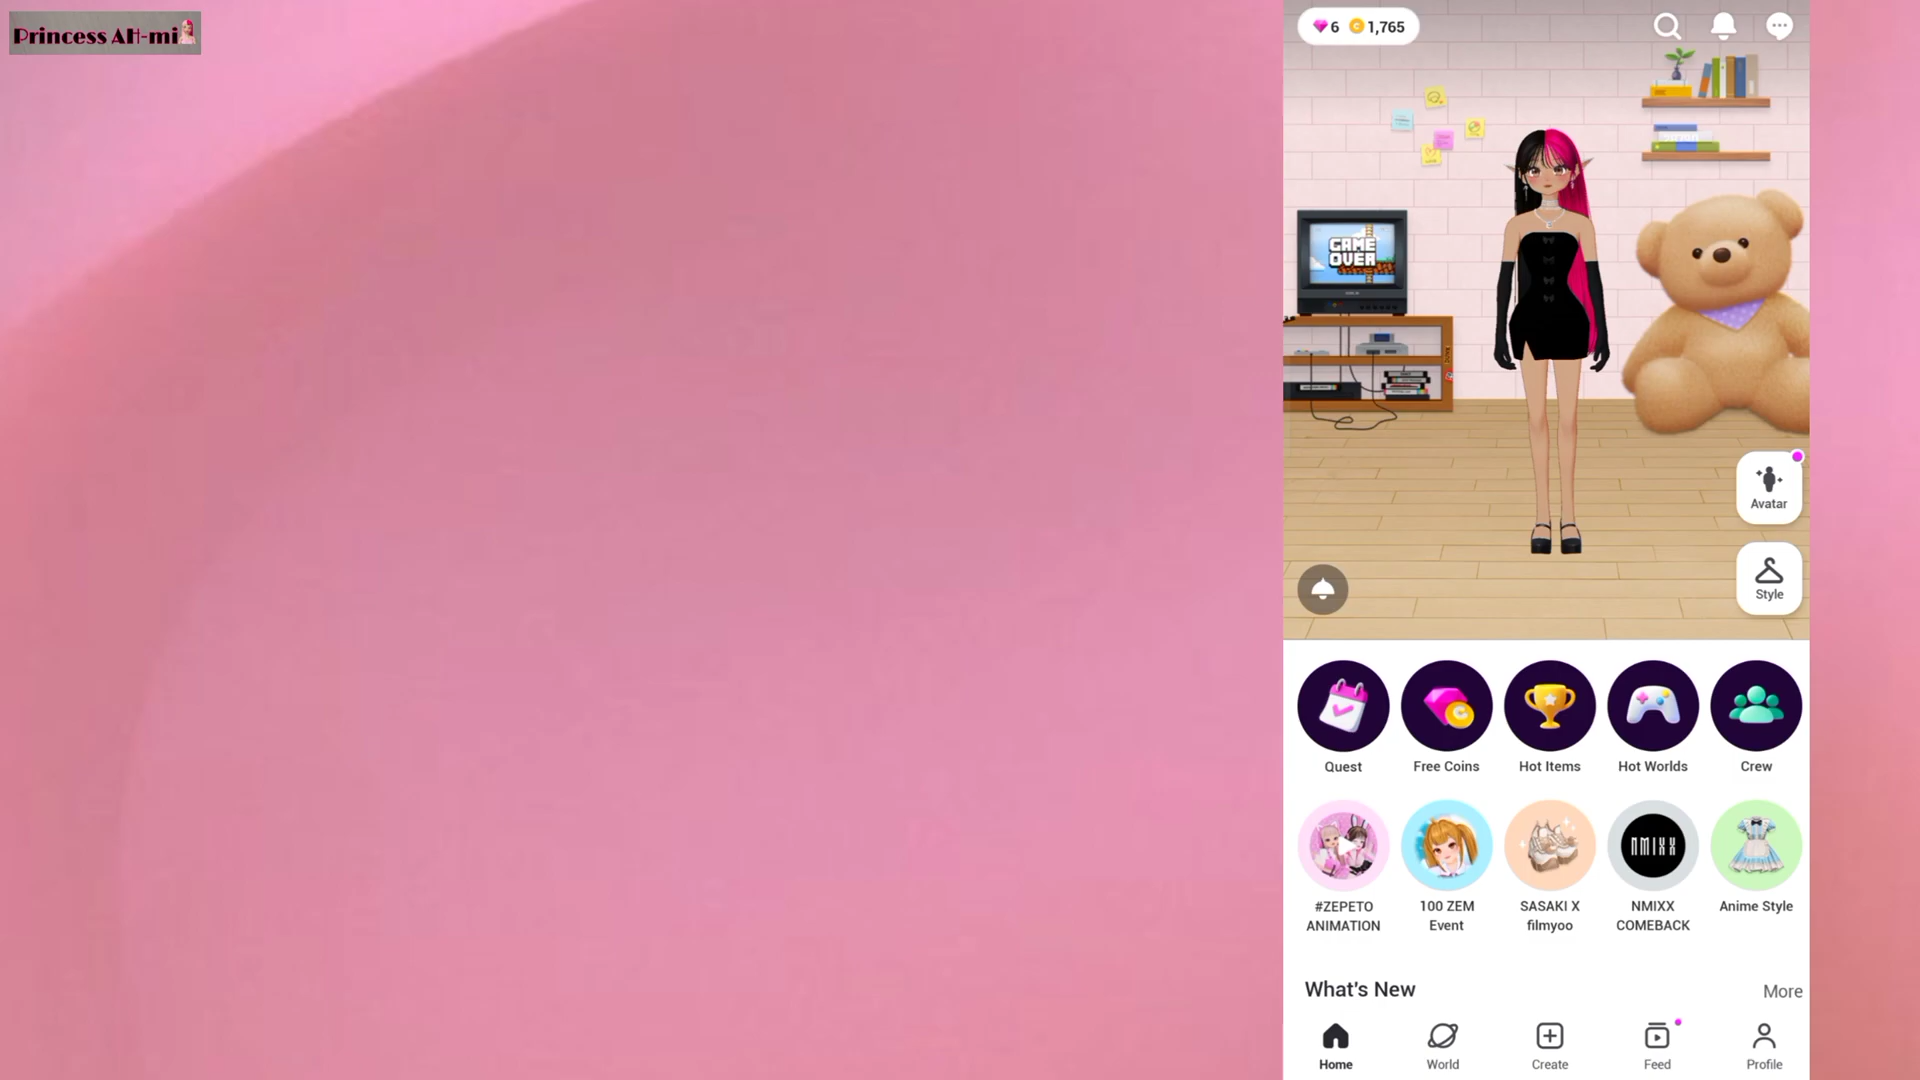 Princess AH-mi
6 1,765
GAME
OVER
Avatar
Style
Quest
Free Coins
Hot Items
Hot Worlds
Crew
#ZEPETO
ANIMATION
100 ZEM
Event
SASAKI X
filmyoo
NMIXX
NMIXX
COMEBACK
Anime Style
What's New
More
Home
World
Create
Feed
Profile